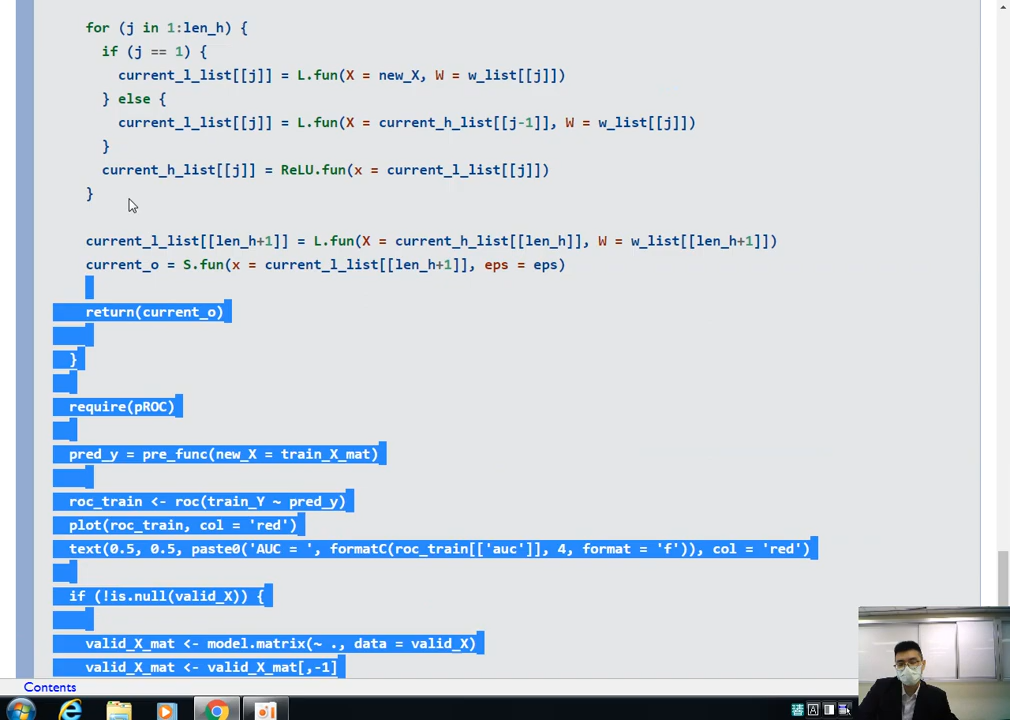 for (j in 1:len_h) {
if (j == 1) {
current_l_list[[j]] = L.fun(X = new_X, W = w_list[[j]])
} else {
current_l_list[[j]] = L.fun(X = current_h_list[[j-1]], W = w_list[[j]])
}
current_h_list[[j]] = ReLU.fun(x = current_l_list[[j]])
}
current_l_list[[len_h+1]] = L.fun(X = current_h_list[[len_h]], W = w_list[[len_h+1]])
current_o = S.fun(x = current_l_list[[len_h+1]], eps = eps)
return(current_o)
}
require(pROC)
pred_y = pre_func(new_X = train_X_mat)
roc_train <- roc(train_Y ~ pred_y)
plot(roc_train, col = 'red')
text(0.5, 0.5, paste0('AUC = ', formatC(roc_train[['auc']], 4, format = 'f')), col = 'red')
if (!is.null(valid_X)) {
valid_X_mat <- model.matrix(~ ., data = valid_X)
valid_X_mat <- valid_X_mat[,-1]
Contents